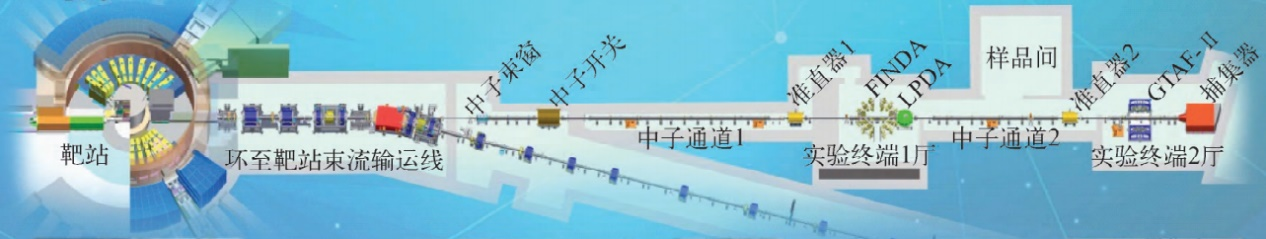 靶站
环至靶站束流输运线
中子束窗
中子开关
中子通道1
准直器1
FINDA
LPDA
实验终端1厅
样品间
中子通道2
准直器2
GTAF-II
捕集器
实验终端2厅